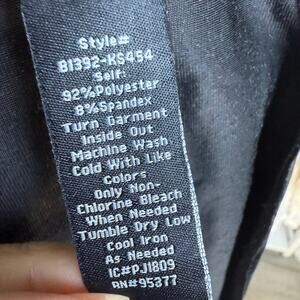 Style#
B1392-KS454
Self:
92%Polyester
8%Spandex
Turn Garment
Inside Out
Machine Wash
Cold With Like
Colors
Only Non-
Chlorine Bleach
When Needed
Tumble Dry Low
Cool Iron
As Needed
IC#PJ1809
RN#95377